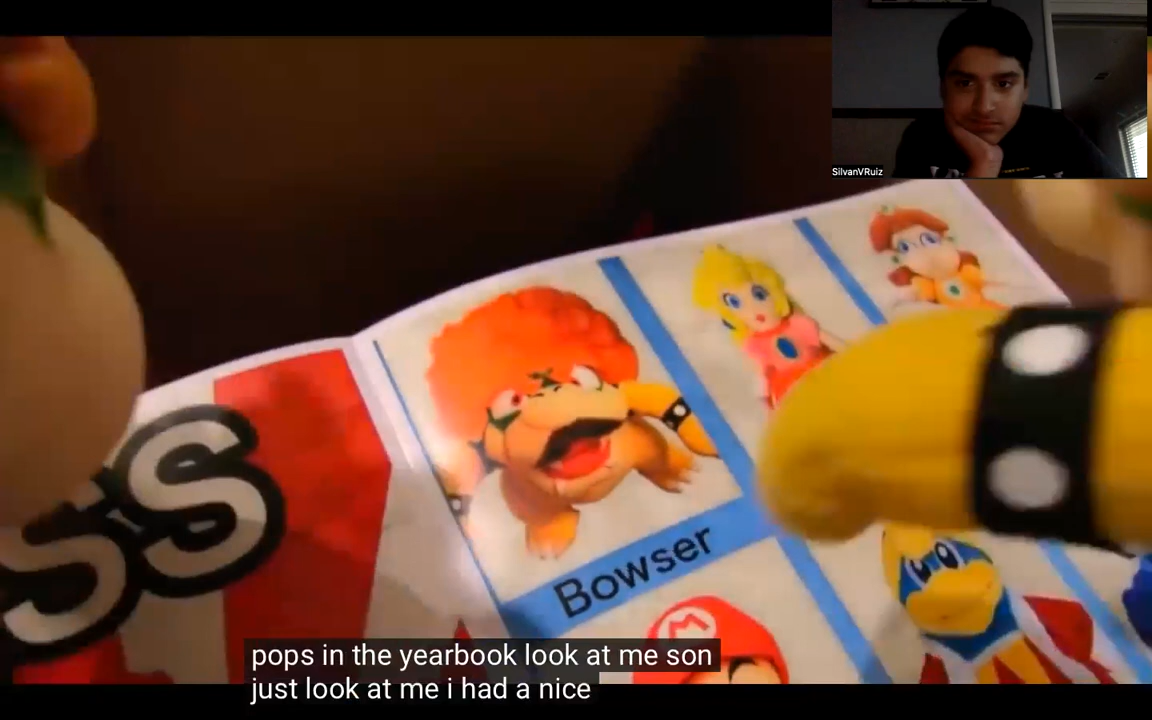 SilvanVRuiz
ss
Bowser
M
pops in the yearbook look at me son
just look at me i had a nice